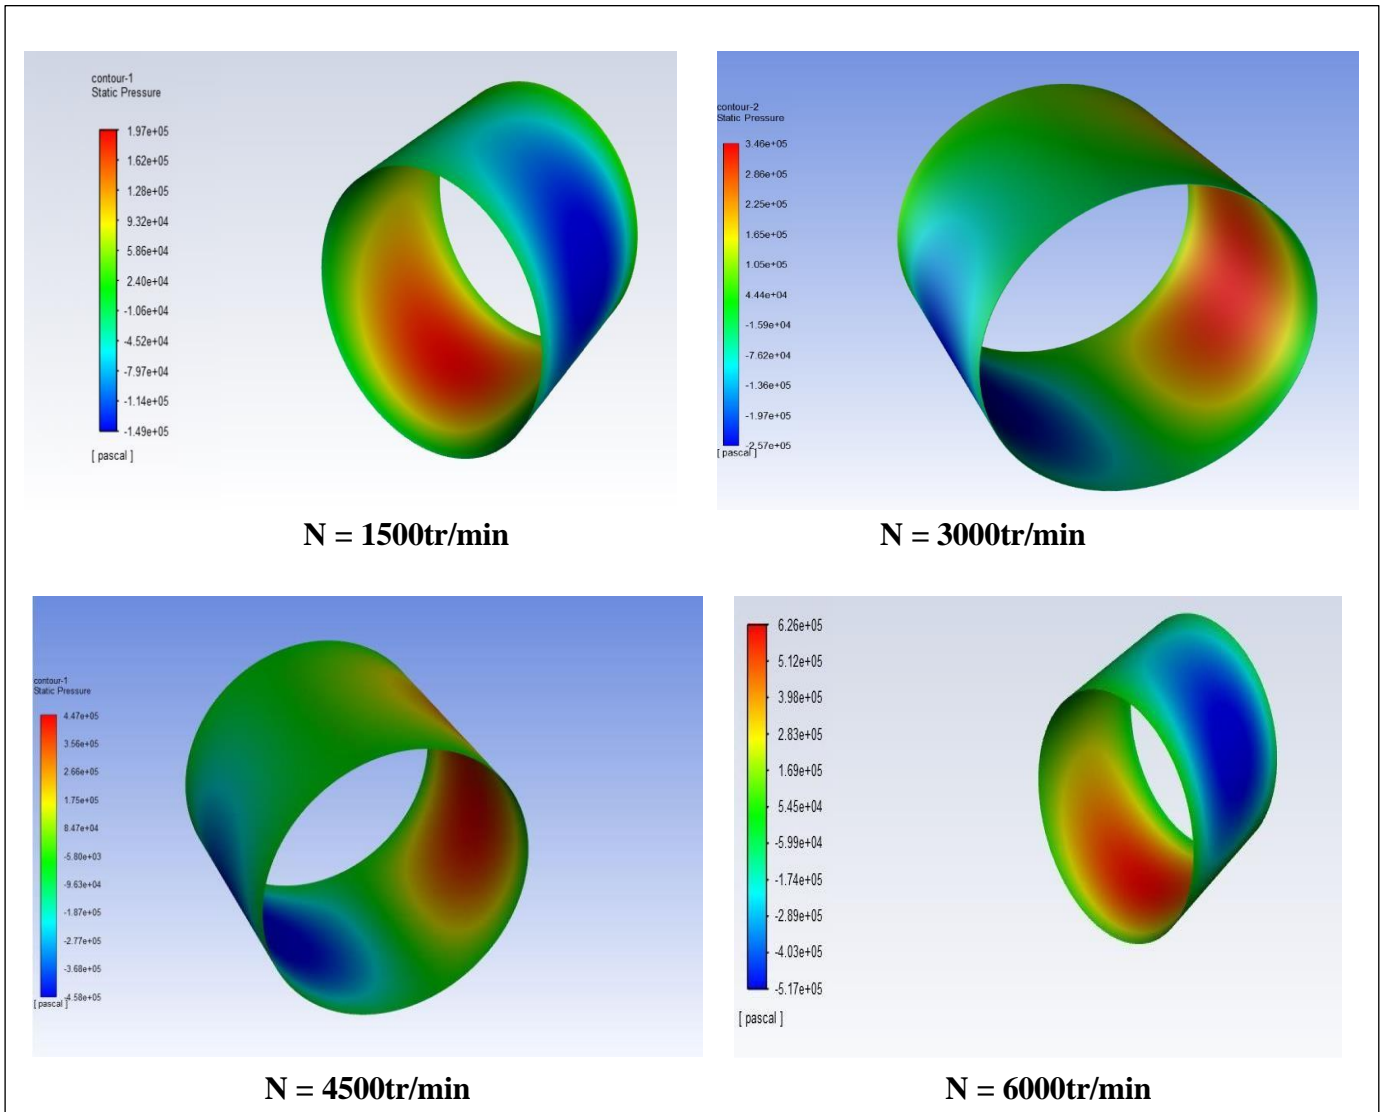 contour-1
Static Pressure
1.97e+05
1.62e+05
1.28e+05
9.32e+04
5.86e+04
2.40e+04
-1.06e+04
-4.52e+04
-7.97e+04
-1.14e+05
-1.49e+05
[ pascal ]
contour-2
Static Pressure
3.46e+05
2.86e+05
2.25e+05
1.65e+05
1.05e+05
4.44e+04
-1.59e+04
-7.62e+04
-1.36e+05
-1.97e+05
-2.57e+05
[ pascal ]
N = 1500tr/min
N = 3000tr/min
contour-1
Static Pressure
4.47e+05
3.56e+05
2.66e+05
1.75e+05
8.47e+04
-5.80e+03
-9.63e+04
-1.87e+05
-2.77e+05
-3.68e+05
-4.58e+05
[ pascal ]
6.26e+05
5.12e+05
3.98e+05
2.83e+05
1.69e+05
5.45e+04
-5.99e+04
-1.74e+05
-2.89e+05
-4.03e+05
-5.17e+05
[ pascal ]
N = 4500tr/min
N = 6000tr/min